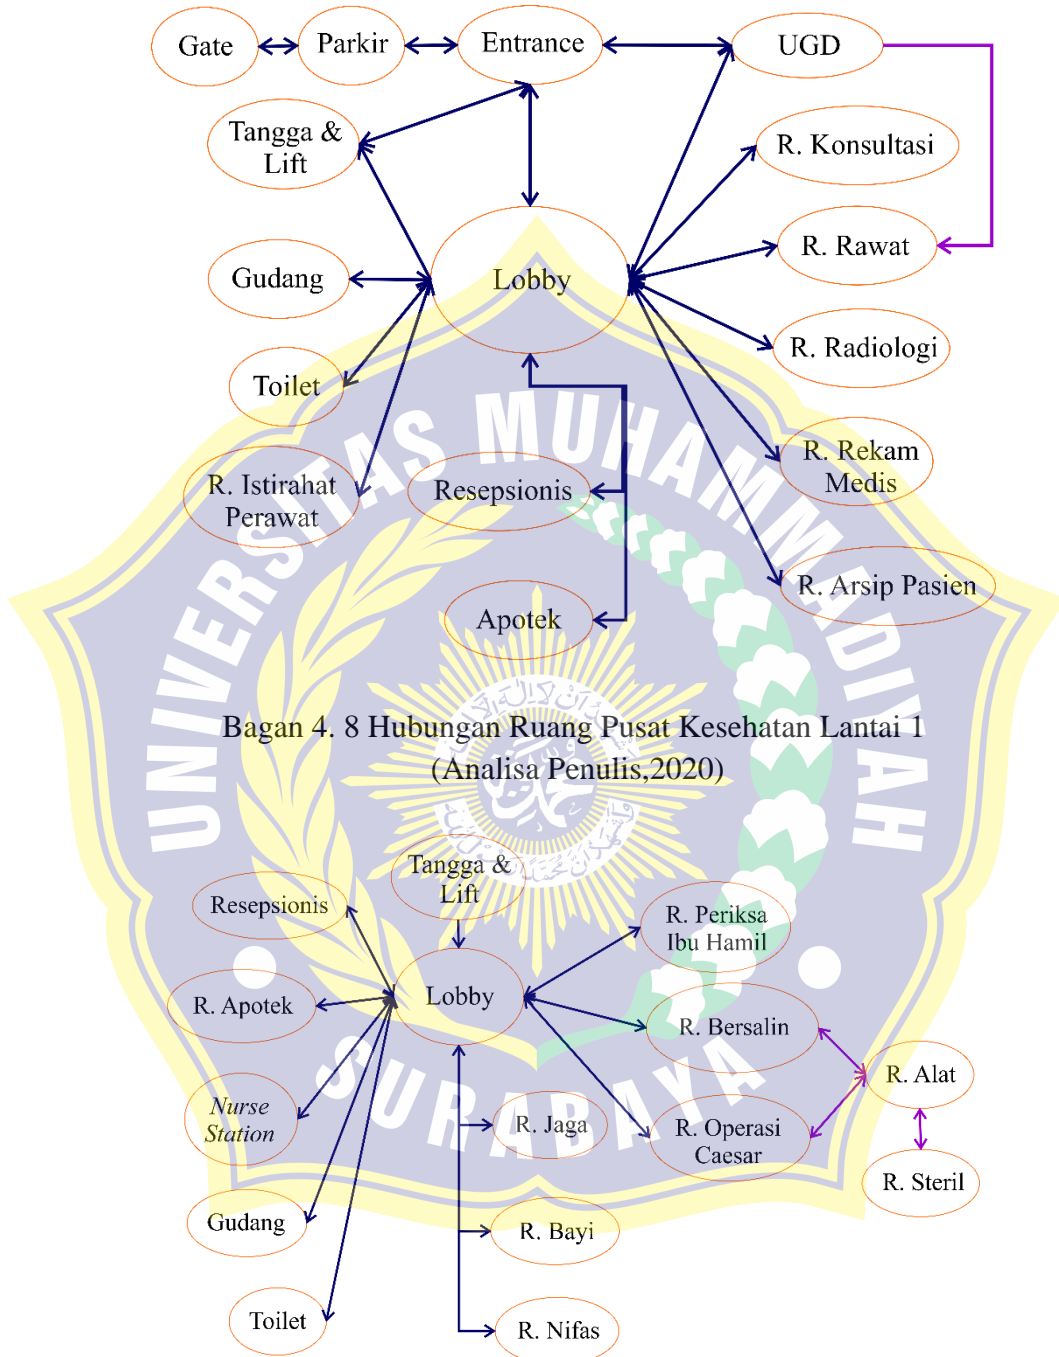 Gate
Parkir
Entrance
UGD
Tangga &
Lift
R. Konsultasi
R. Rawat
Gudang
Lobby
R. Radiologi
Toilet
R. Rekam
Medis
R. Istirahat
Perawat
Resepsionis
R. Arsip Pasien
Apotek
UNIVERSITAS MUHAMMADIYAH
SURABAYA
Bagan 4. 8 Hubungan Ruang Pusat Kesehatan Lantai 1
(Analisa Penulis,2020)
Tangga &
Lift
Resepsionis
R. Periksa
Ibu Hamil
R. Apotek
Lobby
R. Bersalin
R. Alat
Nurse
Station
R. Jaga
R. Operasi
Caesar
R. Steril
Gudang
R. Bayi
Toilet
R. Nifas